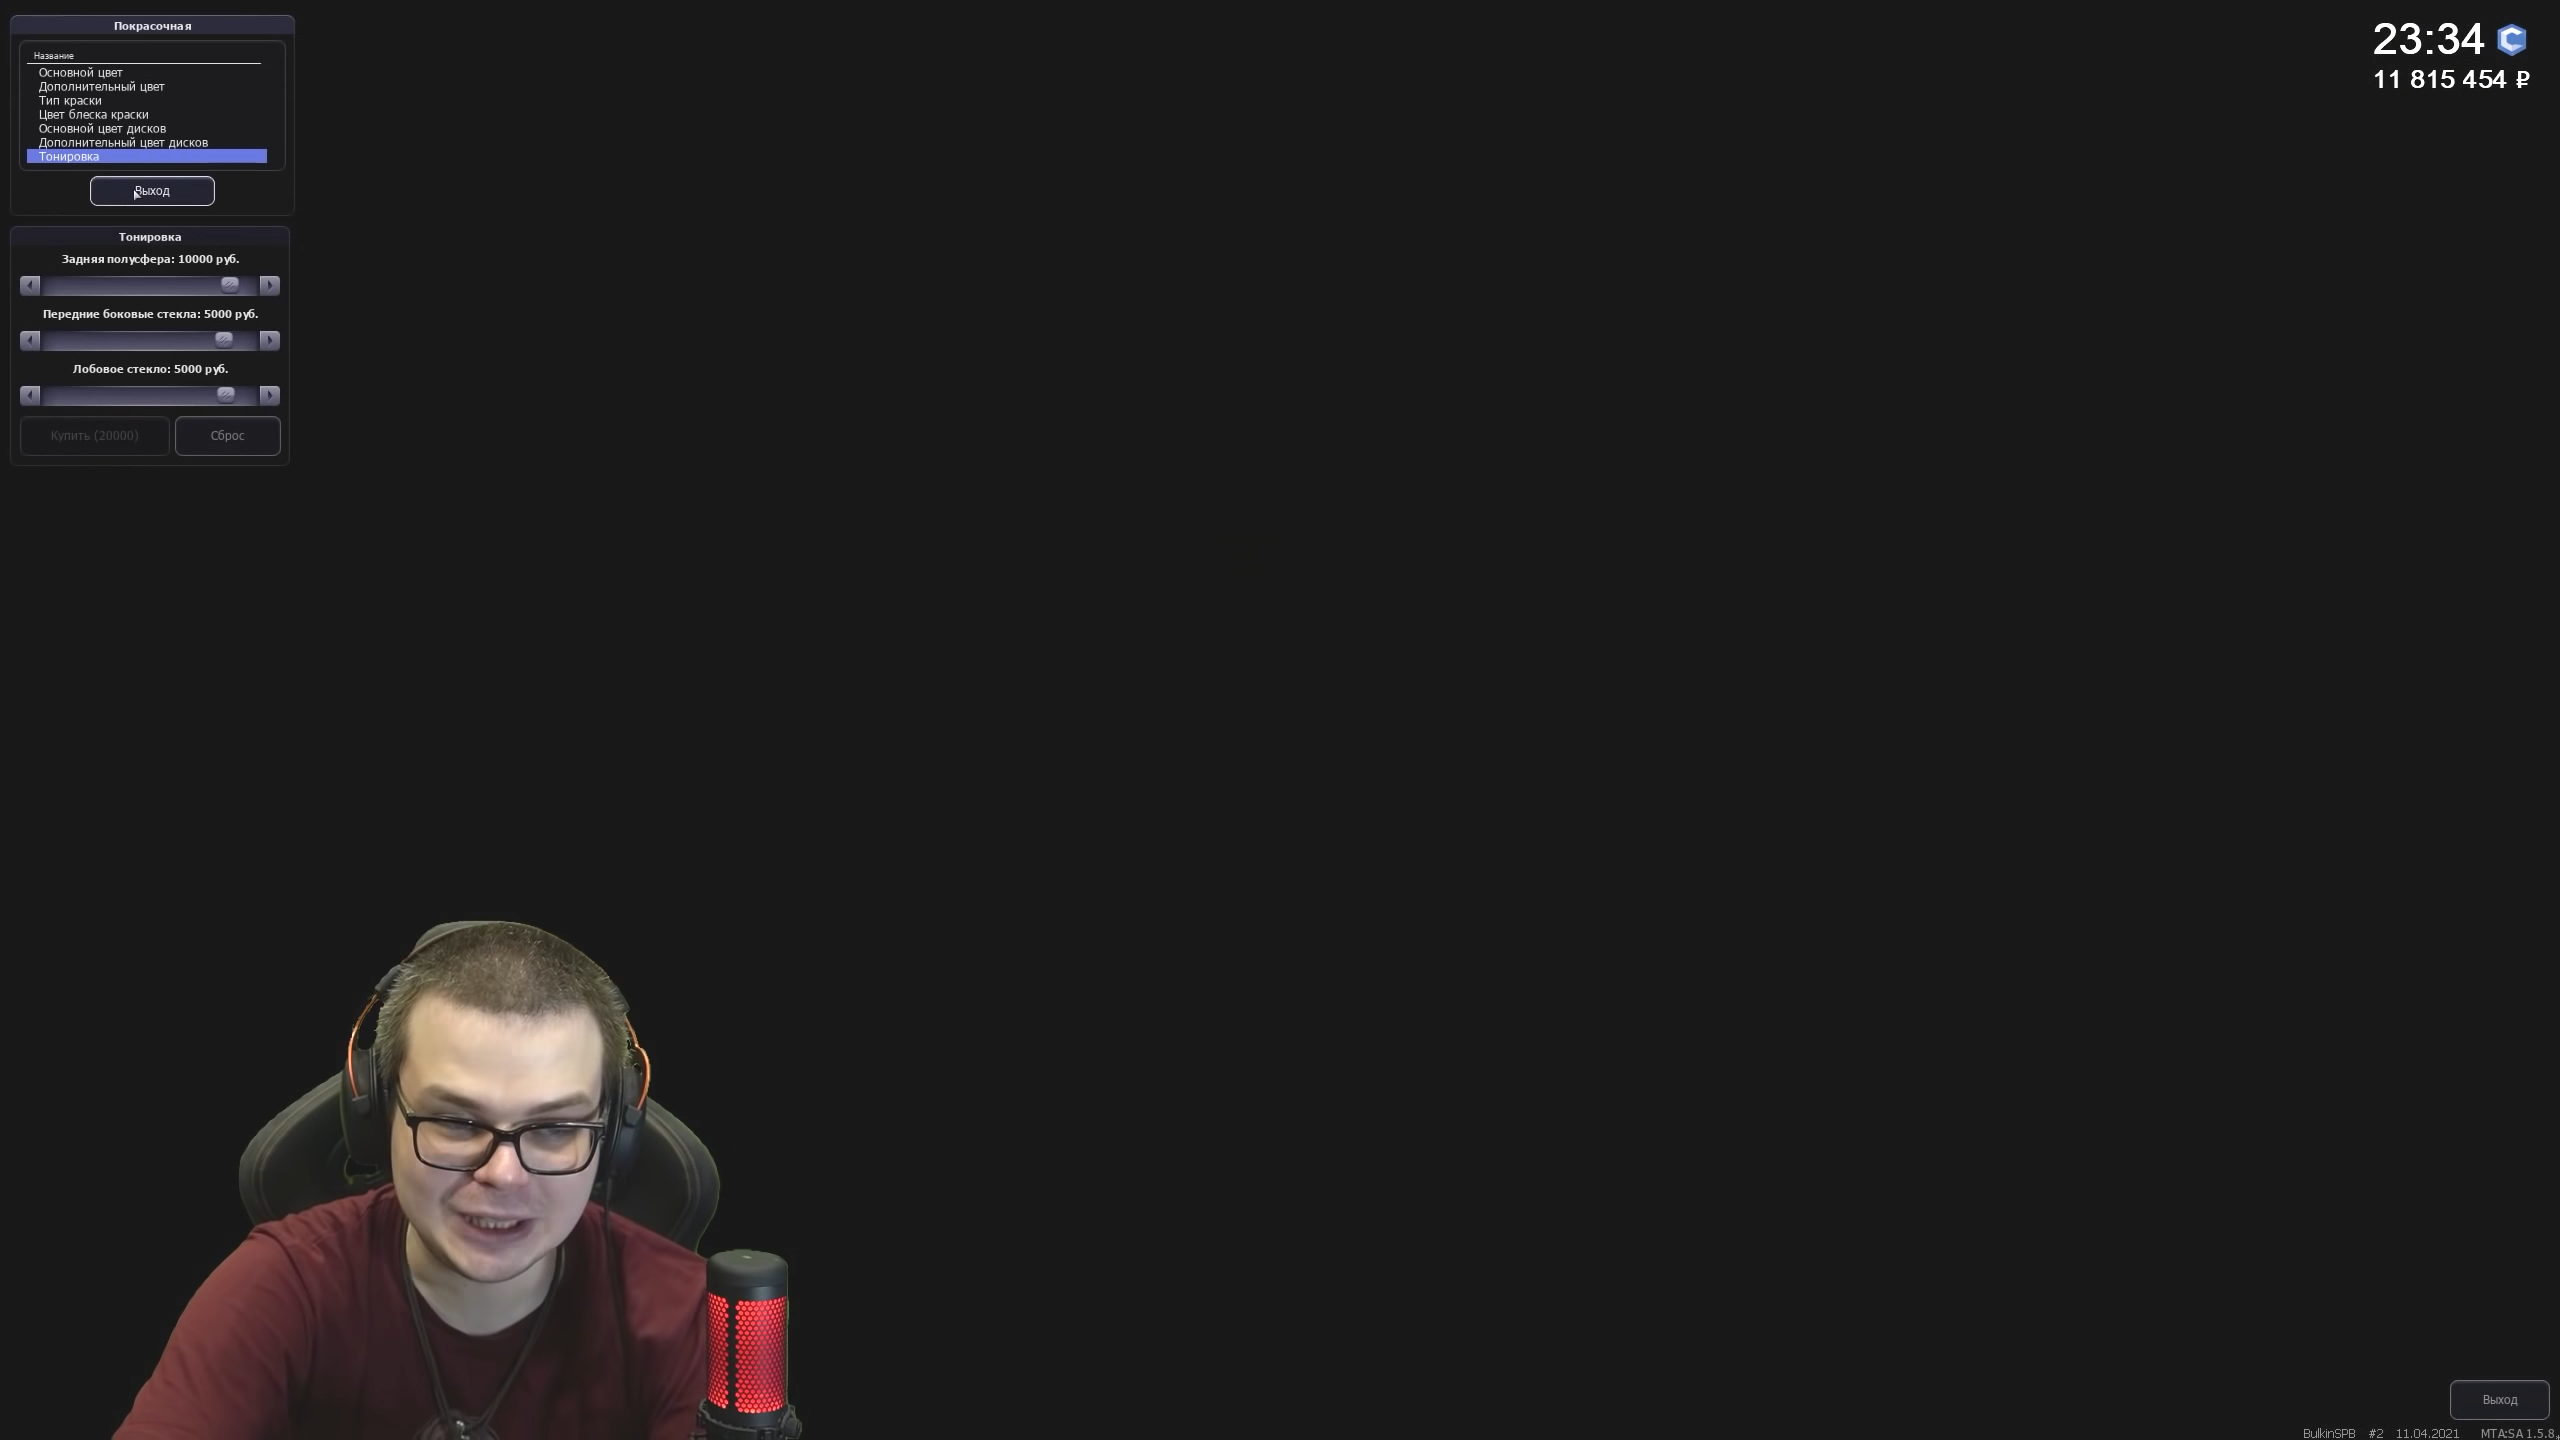 Покрасочная
Название
Основной цвет
Дополнительный цвет
Тип краски
Цвет блеска краски
Основной цвет дисков
Дополнительный цвет дисков
Тонировка
Выход
Тонировка
Задняя полусфера: 10000 руб.
Передние боковые стекла: 5000 руб.
Лобовое стекло: 5000 руб.
Купить (20000)
Сброс
23:34
11 815 454 ₽
Выход
BulkinSPB #2 11.04.2021 MTA:SA 1.5.8